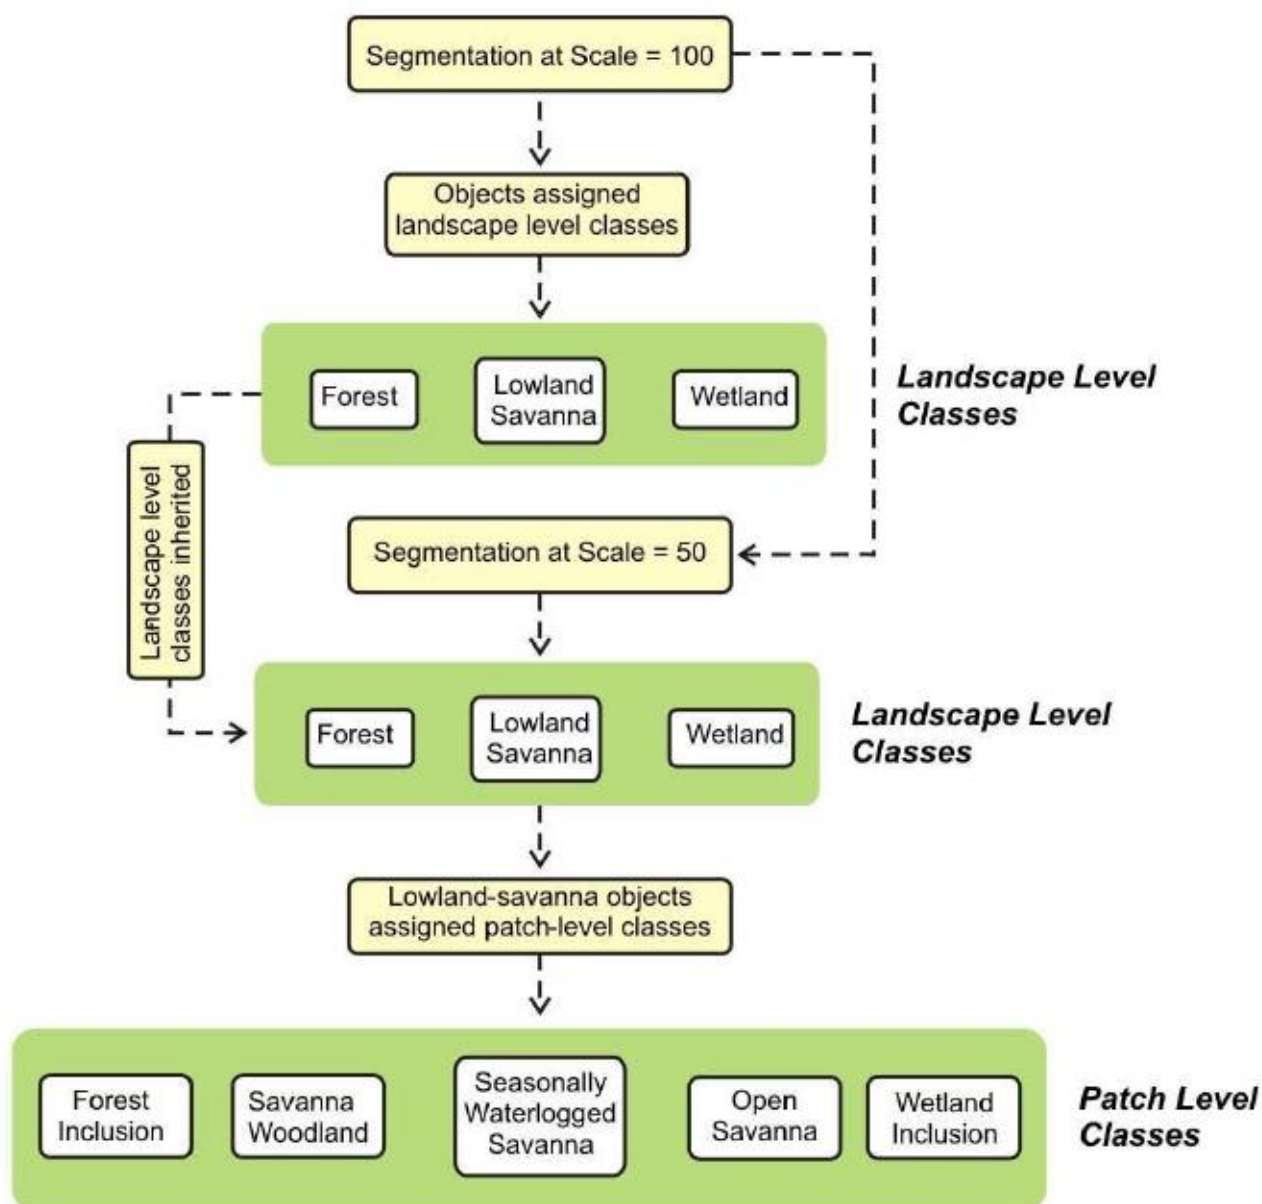 Segmentation at Scale = 100
Objects assigned
landscape level classes
Forest
Lowland
Savanna
Wetland
Landscape Level
Classes
Landscape level
classes inherited
Segmentation at Scale = 50
Forest
Lowland
Savanna
Wetland
Landscape Level
Classes
Lowland-savanna objects
assigned patch-level classes
Forest
Inclusion
Savanna
Woodland
Seasonally
Waterlogged
Savanna
Open
Savanna
Wetland
Inclusion
Patch Level
Classes